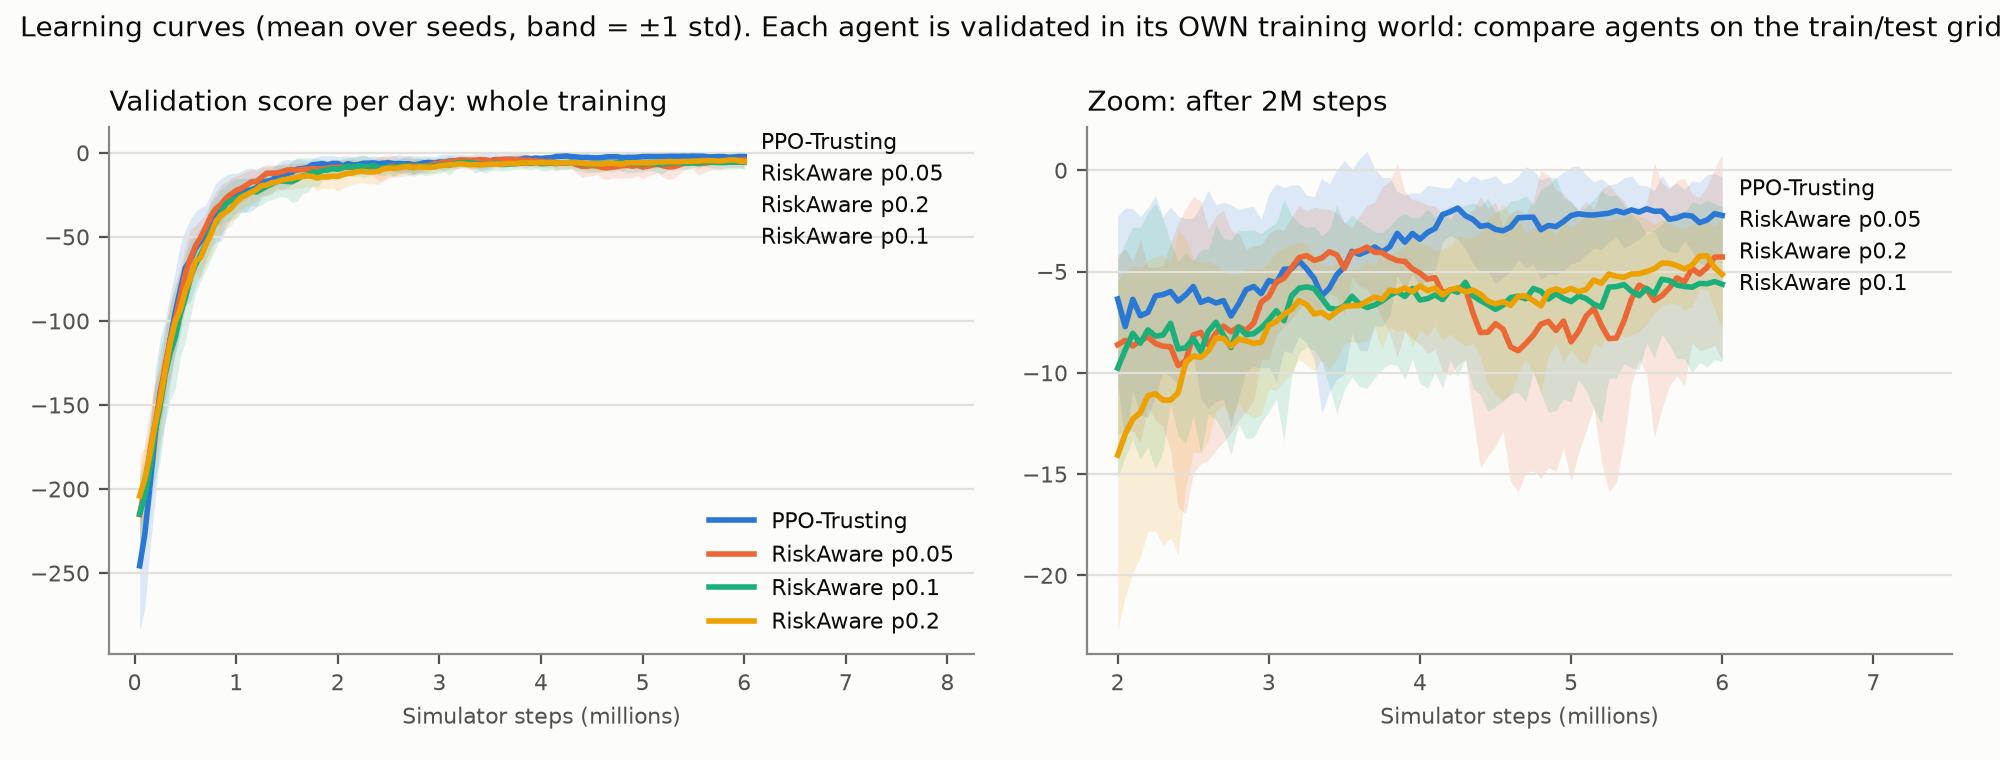 Learning curves (mean over seeds, band = ±1 std). Each agent is validated in its OWN training world: compare agents on the train/test grid
Validation score per day: whole training
0
−50
−100
−150
−200
−250
PPO-Trusting
RiskAware p0.05
RiskAware p0.2
RiskAware p0.1
PPO-Trusting
RiskAware p0.05
RiskAware p0.1
RiskAware p0.2
0 1 2 3 4 5 6 7 8
Simulator steps (millions)
Zoom: after 2M steps
0
−5
−10
−15
−20
PPO-Trusting
RiskAware p0.05
RiskAware p0.2
RiskAware p0.1
2 3 4 5 6 7
Simulator steps (millions)